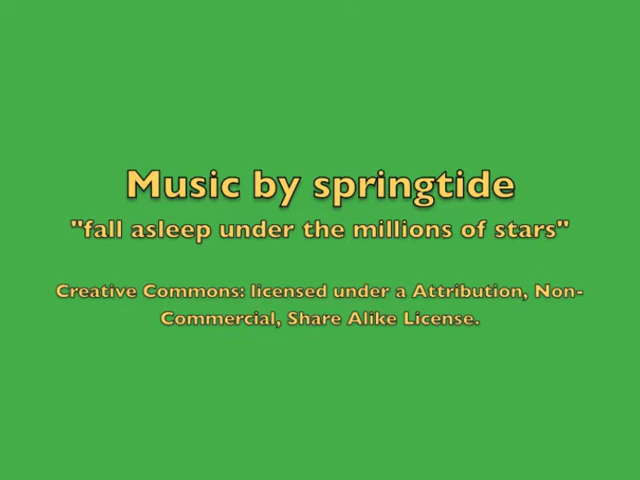 Music by springtide
"fall asleep under the millions of stars"
Creative Commons: licensed under a Attribution, Non-
Commercial, Share Alike License.